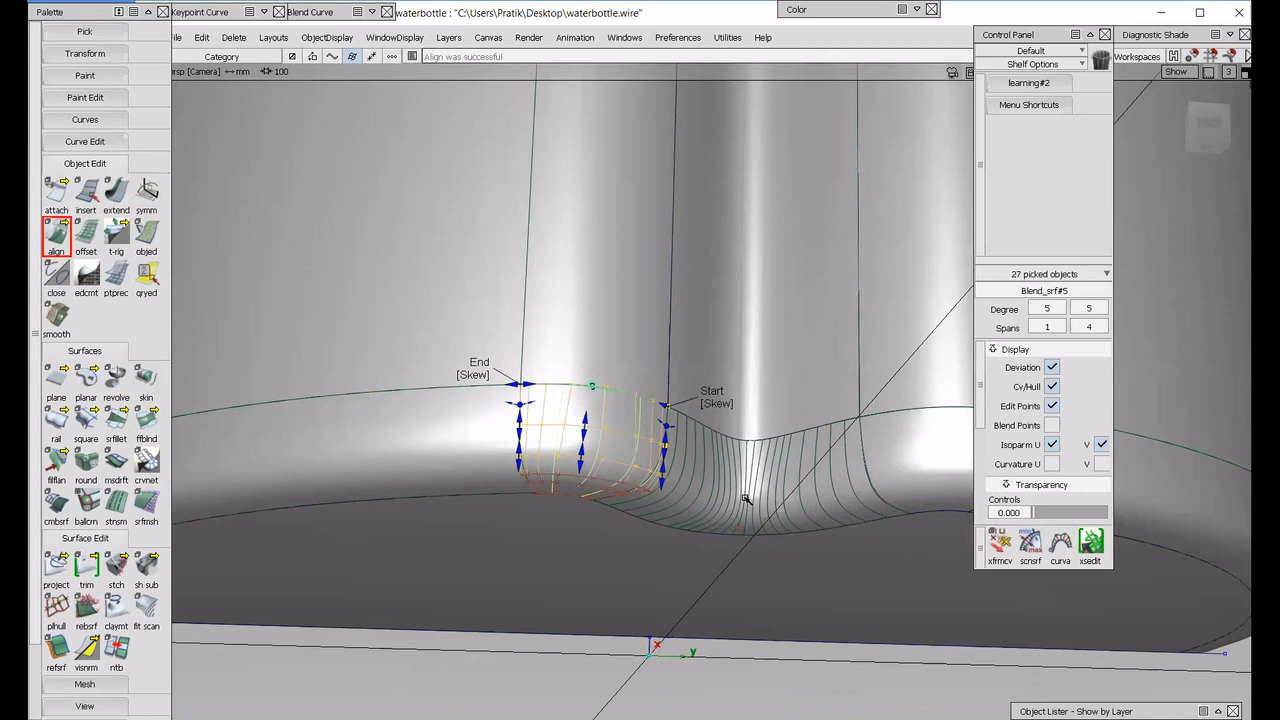 Palette
Keypoint Curve
Blend Curve
waterbottle : "C:\Users\Pratik\Desktop\waterbottle.wire"
Color
File Edit Delete Layouts ObjectDisplay WindowDisplay Layers Canvas Render Animation Windows Preferences Utilities Help
Category
Align was successful
Workspaces
[Camera] mm 100
Show
3
Pick
Transform
Paint
Paint Edit
Curves
Curve Edit
Object Edit
attach insert extend symm
align offset t-rig objed
close edcmt ptprec qryed
smooth
Surfaces
plane planar revolve skin
rail square srfillet ffblnd
filflan round msdrft crvnet
cmbsrf ballcrn stnsm srfmsh
Surface Edit
project trim stch sh sub
plhull rebsrf claymt fit scan
refsrf visnrm ntb
Mesh
View
End
[Skew]
Start
[Skew]
x
y
Control Panel
Diagnostic Shade
Default
Shelf Options
learning#2
Menu Shortcuts
27 picked objects
Blend_srf#5
Degree 5 5
Spans 1 4
Display
Deviation
Cv/Hull
Edit Points
Blend Points
Isoparm U V
Curvature U V
Transparency
Controls
0.000
xfrmcv scnsrf curva xsedit
Object Lister - Show by Layer